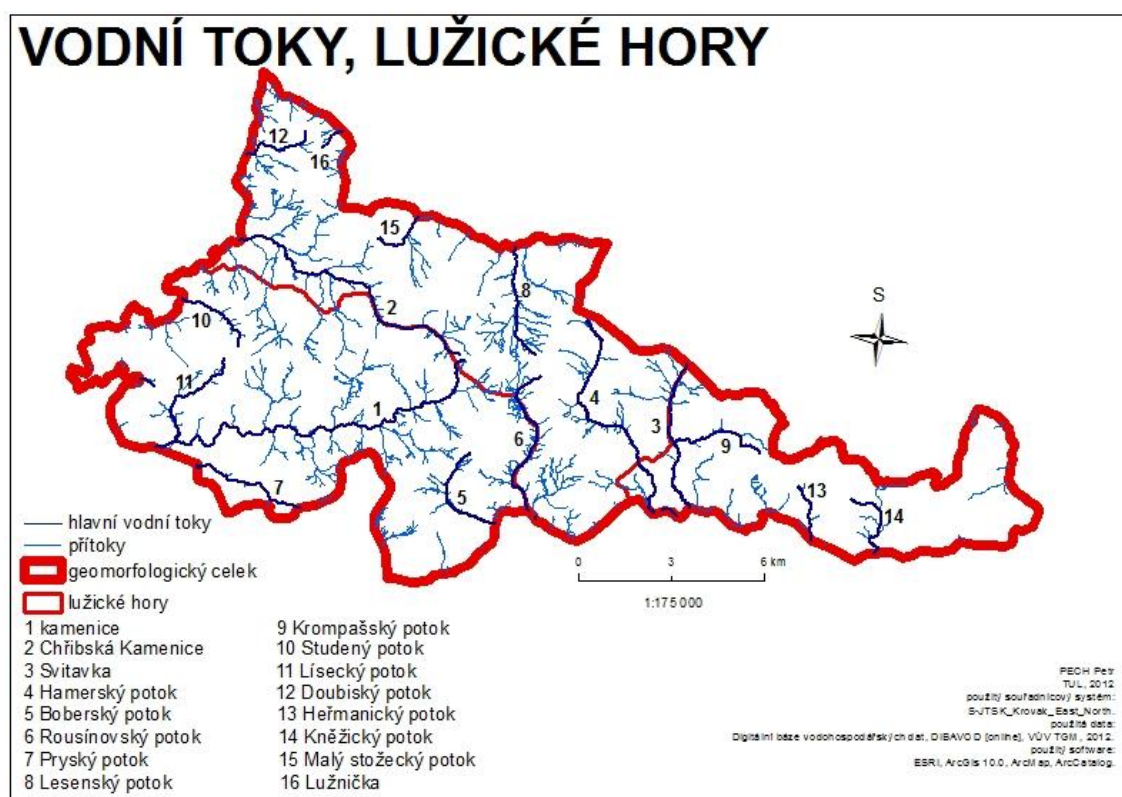 VODNÍ TOKY, LUŽICKÉ HORY
12
16
15
8
2
10
S
11
1
4
3
6
9
5
7
13
14
hlavní vodní toky
přítoky
geomorfologický celek
lužické hory
0 3 6 km
1:175 000
1 kamenice
2 Chřibská Kamenice
3 Svitavka
4 Hamerský potok
5 Boberský potok
6 Rousínovský potok
7 Pryský potok
8 Lesenský potok
9 Krompašský potok
10 Studený potok
11 Lísecký potok
12 Doubiský potok
13 Heřmanický potok
14 Kněžický potok
15 Malý stožecký potok
16 Lužnička
PECH Petr
TUL, 2012
použitý souřadnicový systém:
S-JTSK_Krovak_East_North.
použitá data:
Digitální báze vodohospodářských dat, DIBAVOD [online], VÚV TGM, 2012.
použitý software:
ESRI, ArcGis 10.0, ArcMap, ArcCatalog.